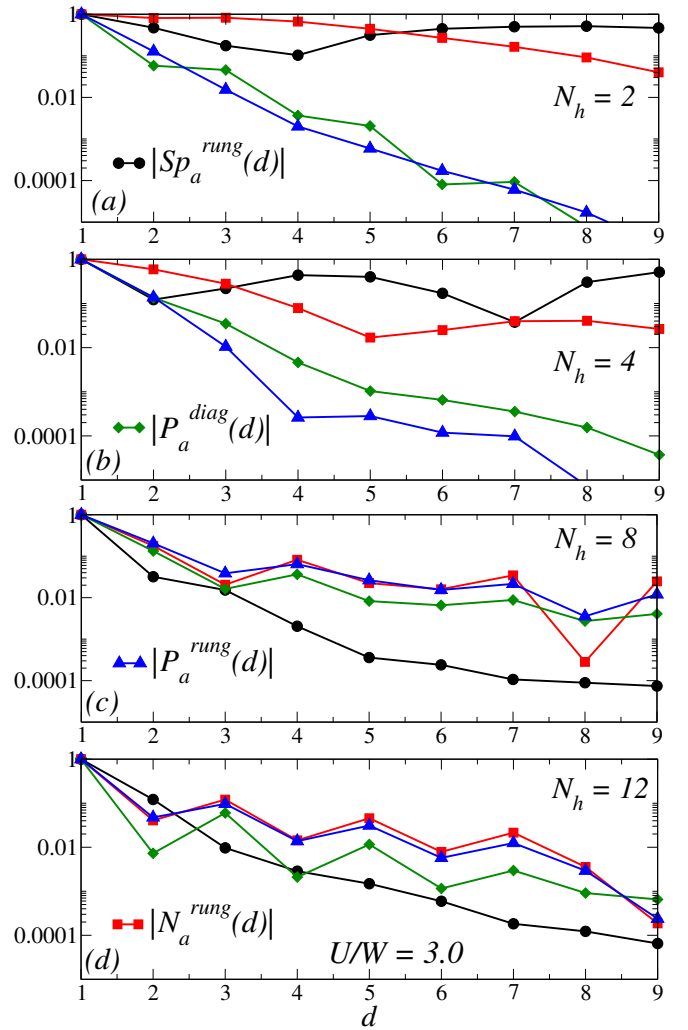 1
0.01
0.0001
N_h = 2
|Sp_a^rung(d)|
(a)
1 2 3 4 5 6 7 8 9
1
0.01
0.0001
N_h = 4
|P_a^diag(d)|
(b)
1 2 3 4 5 6 7 8 9
1
0.01
0.0001
N_h = 8
|P_a^rung(d)|
(c)
1 2 3 4 5 6 7 8 9
1
0.01
0.0001
N_h = 12
|N_a^rung(d)|
(d)
U/W = 3.0
1 2 3 4 5 6 7 8 9
d